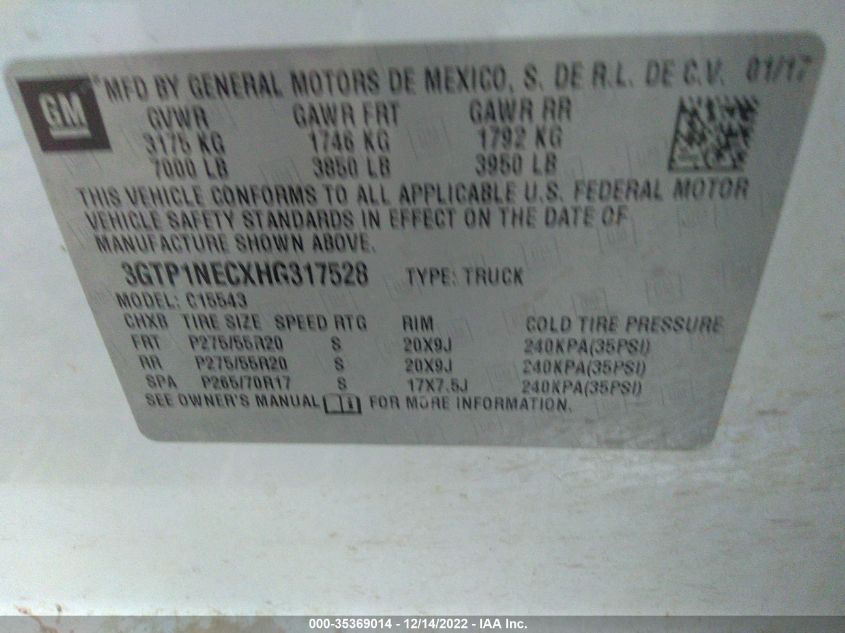 GM
MFD BY GENERAL MOTORS DE MEXICO, S. DE R.L. DE C.V. 01/17
GVWR GAWR FRT GAWR RR
3175 KG 1746 KG 1792 KG
7000 LB 3850 LB 3950 LB
THIS VEHICLE CONFORMS TO ALL APPLICABLE U.S. FEDERAL MOTOR
VEHICLE SAFETY STANDARDS IN EFFECT ON THE DATE OF
MANUFACTURE SHOWN ABOVE.
3GTP1NECXHG317528 TYPE: TRUCK
MODEL: C15543
CHXB TIRE SIZE SPEED RTG RIM COLD TIRE PRESSURE
FRT P275/55R20 S 20X9J 240KPA(35PSI)
RR P275/55R20 S 20X9J 240KPA(35PSI)
SPA P265/70R17 S 17X7.5J 240KPA(35PSI)
SEE OWNER'S MANUAL FOR MORE INFORMATION.
000-35369014 - 12/14/2022 - IAA Inc.